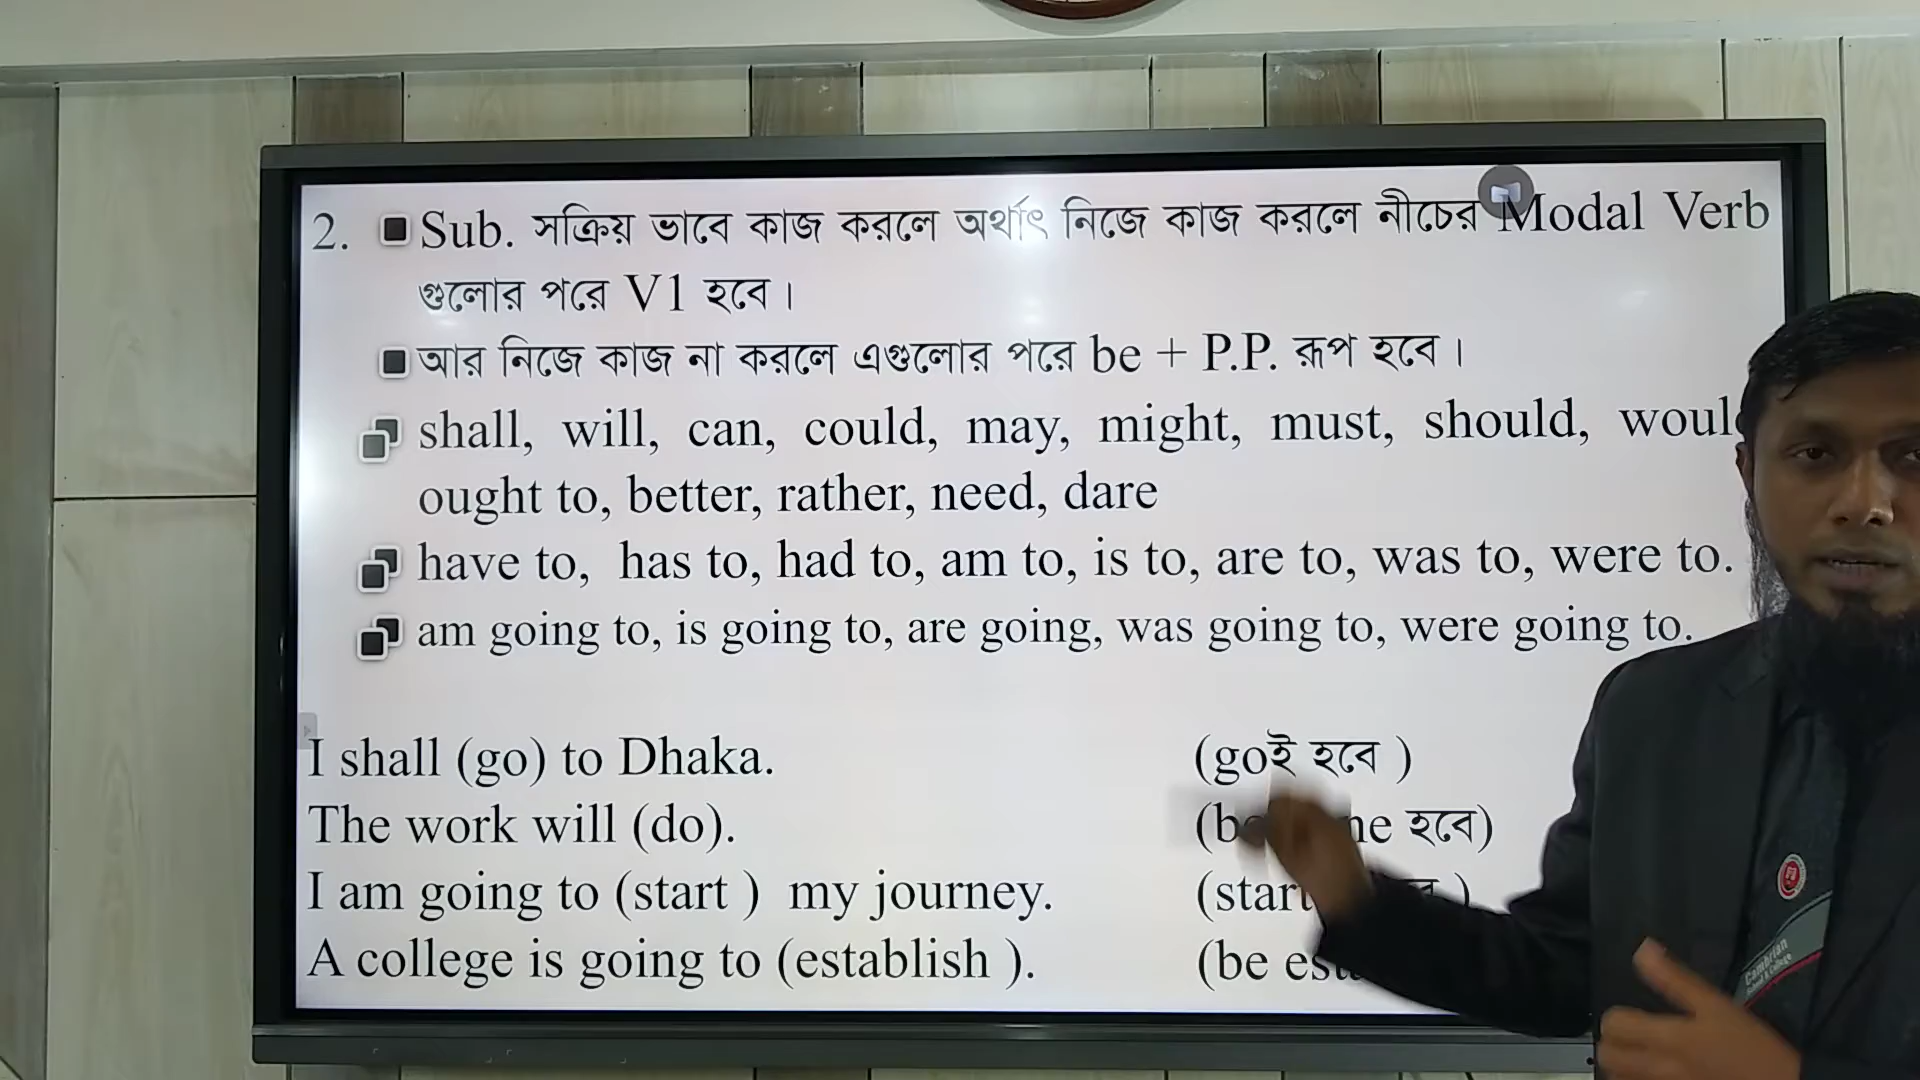 2. Sub. সক্রিয় ভাবে কাজ করলে অর্থাৎ নিজে কাজ করলে নীচের Modal Verb
গুলোর পরে V1 হবে।
আর নিজে কাজ না করলে এগুলোর পরে be + P.P. রূপ হবে।
shall, will, can, could, may, might, must, should,
ought to, better, rather, need, dare
have to, has to, had to, am to, is to, are to, was to, were to.
am going to, is going to, are going, was going to, were going to.
I shall (go) to Dhaka. (goই হবে )
The work will (do). হবে)
I am going to (start ) my journey. (start
A college is going to (establish ). (be
Cambrian
School & College